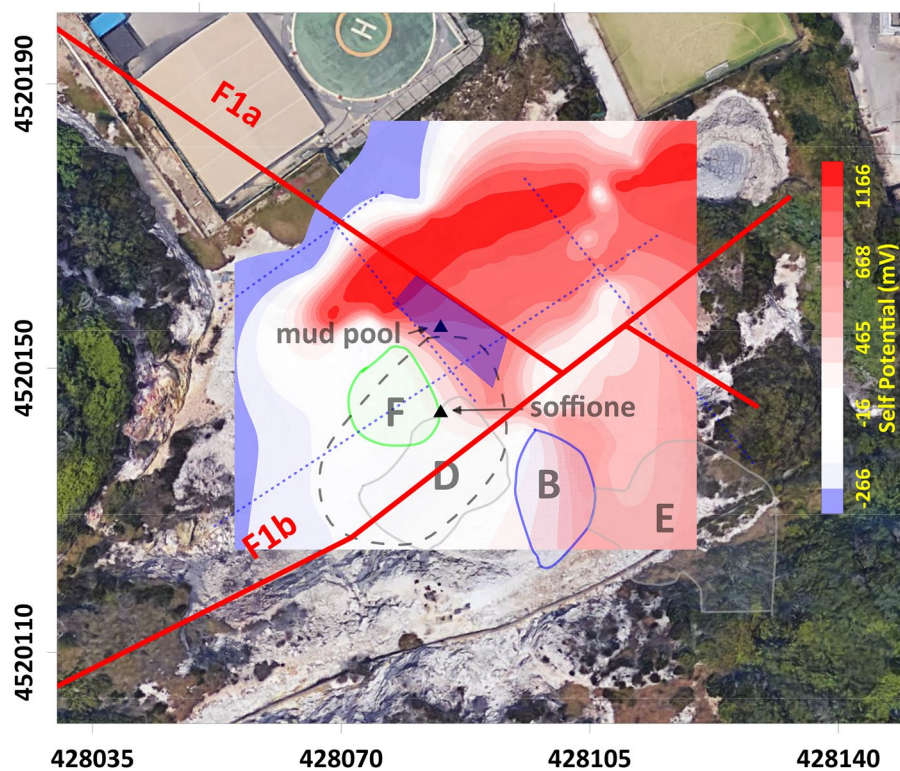 4520190
4520150
4520110
H
F1a
mud pool
soffione
F
D
B
E
F1b
1166
668
465
-16
-266
Self Potential (mV)
428035
428070
428105
428140